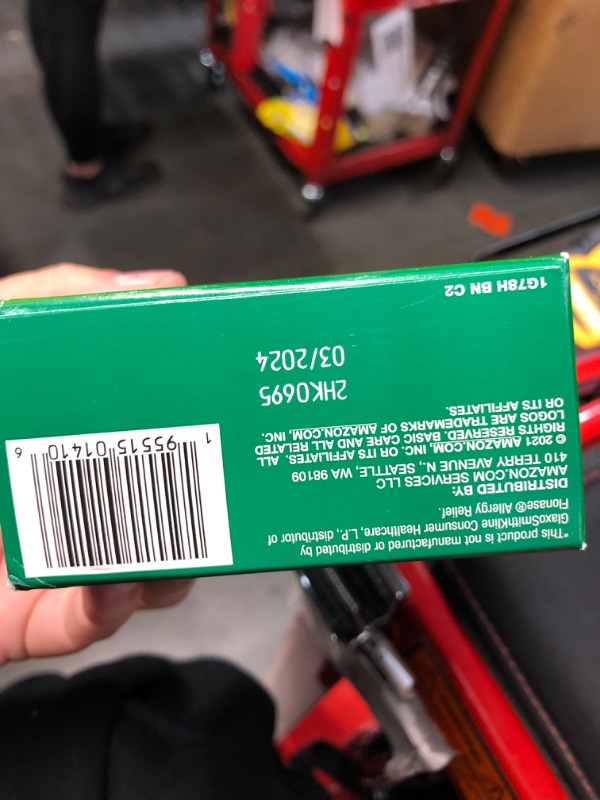 *This product is not manufactured or distributed by
GlaxoSmithKline Consumer Healthcare, L.P., distributor of
Flonase® Allergy Relief.
DISTRIBUTED BY:
AMAZON.COM SERVICES LLC
410 TERRY AVENUE N., SEATTLE, WA 98109
© 2021 AMAZON.COM, INC. OR ITS AFFILIATES. ALL
RIGHTS RESERVED. BASIC CARE AND ALL RELATED
LOGOS ARE TRADEMARKS OF AMAZON.COM, INC.
OR ITS AFFILIATES.
1 95515 01410 6
2HK0695
03/2024
1G78H BN C2